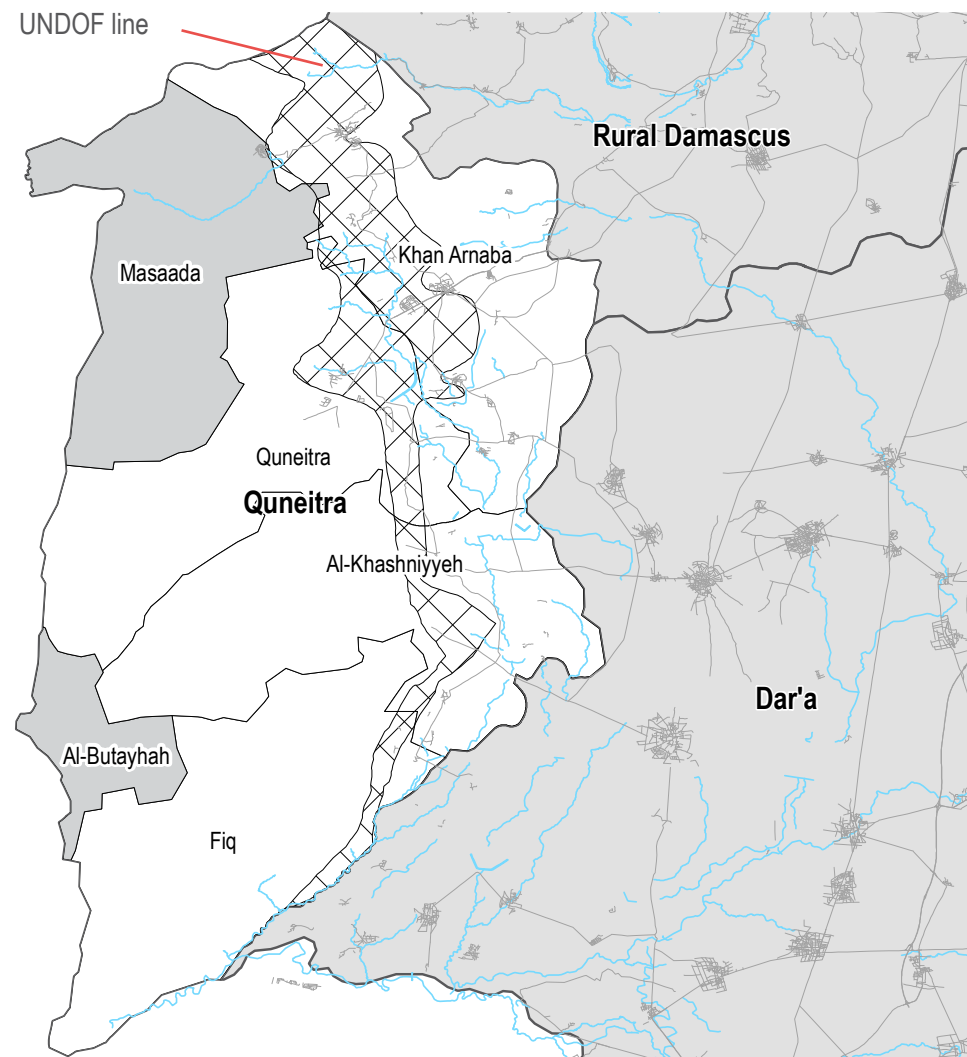 UNDOF line
Rural Damascus
Khan Arnaba
Masaada
Quneitra
Quneitra
Al-Khashniyyeh
Dar'a
Al-Butayhah
Fiq